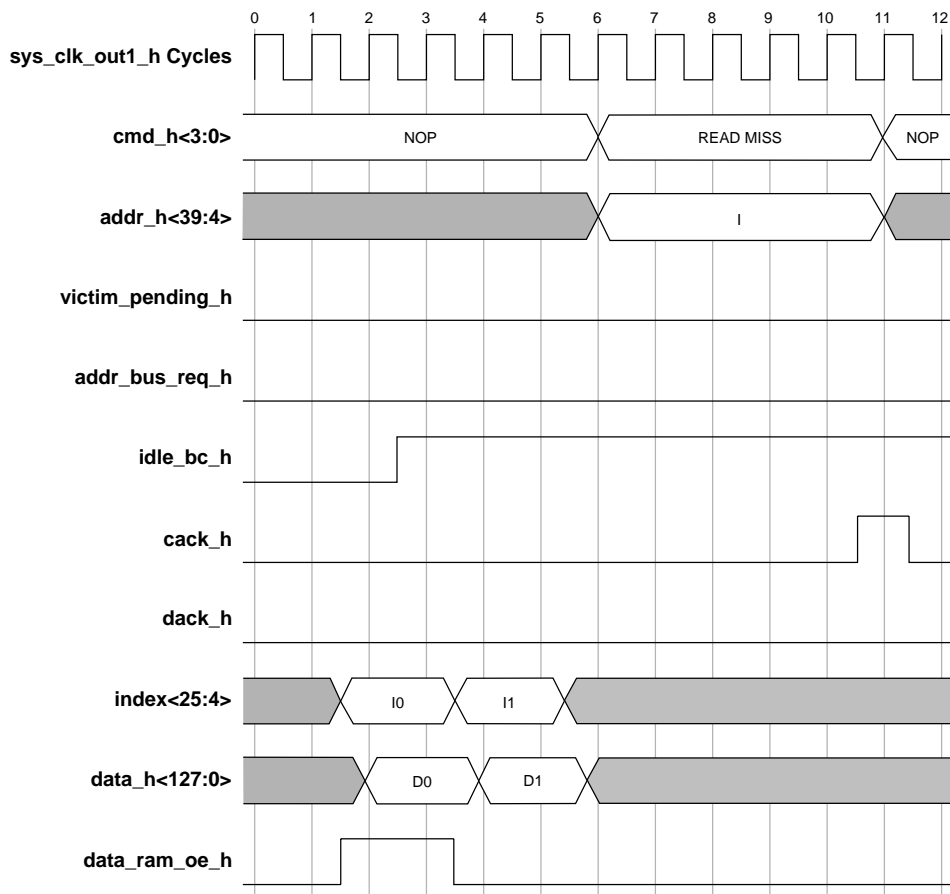 0 1 2 3 4 5 6 7 8 9 10 11 12
sys_clk_out1_h Cycles
cmd_h<3:0> NOP READ MISS NOP
addr_h<39:4> I
victim_pending_h
addr_bus_req_h
idle_bc_h
cack_h
dack_h
index<25:4> I0 I1
data_h<127:0> D0 D1
data_ram_oe_h